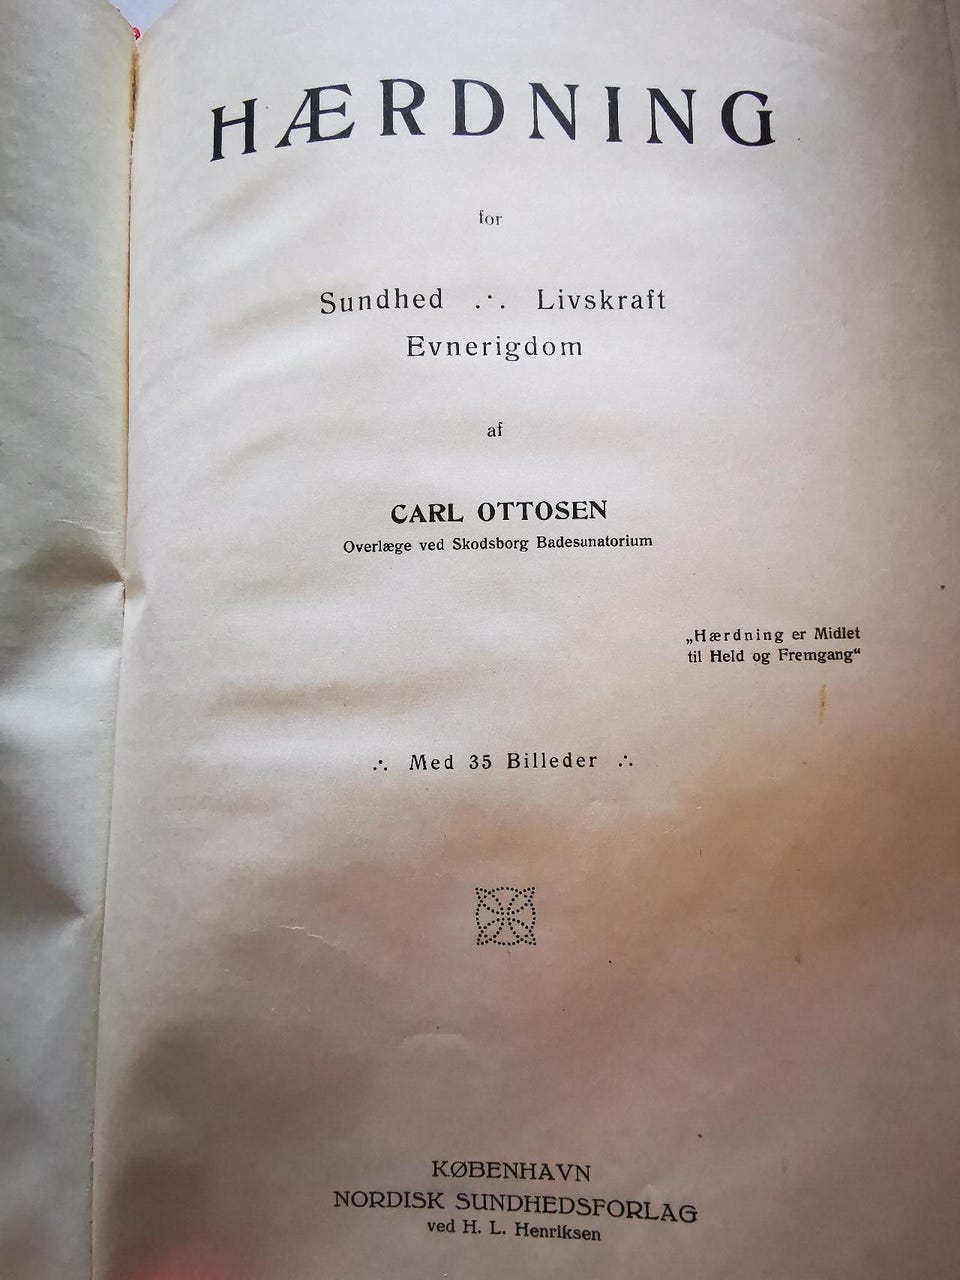 HÆRDNING
for
Sundhed .·. Livskraft
Evnerigdom
af
CARL OTTOSEN
Overlæge ved Skodsborg Badesanatorium
„Hærdning er Midlet
til Held og Fremgang“
.·. Med 35 Billeder .·.
KØBENHAVN
NORDISK SUNDHEDSFORLAG
ved H. L. Henriksen